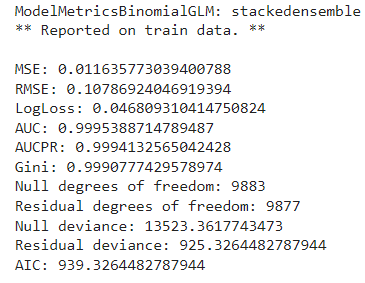 ModelMetricsBinomialGLM: stackedensemble
** Reported on train data. **
MSE: 0.011635773039400788
RMSE: 0.10786924046919394
LogLoss: 0.046809310414750824
AUC: 0.9995388714789487
AUCPR: 0.9994132565042428
Gini: 0.9990777429578974
Null degrees of freedom: 9883
Residual degrees of freedom: 9877
Null deviance: 13523.3617743473
Residual deviance: 925.3264482787944
AIC: 939.3264482787944